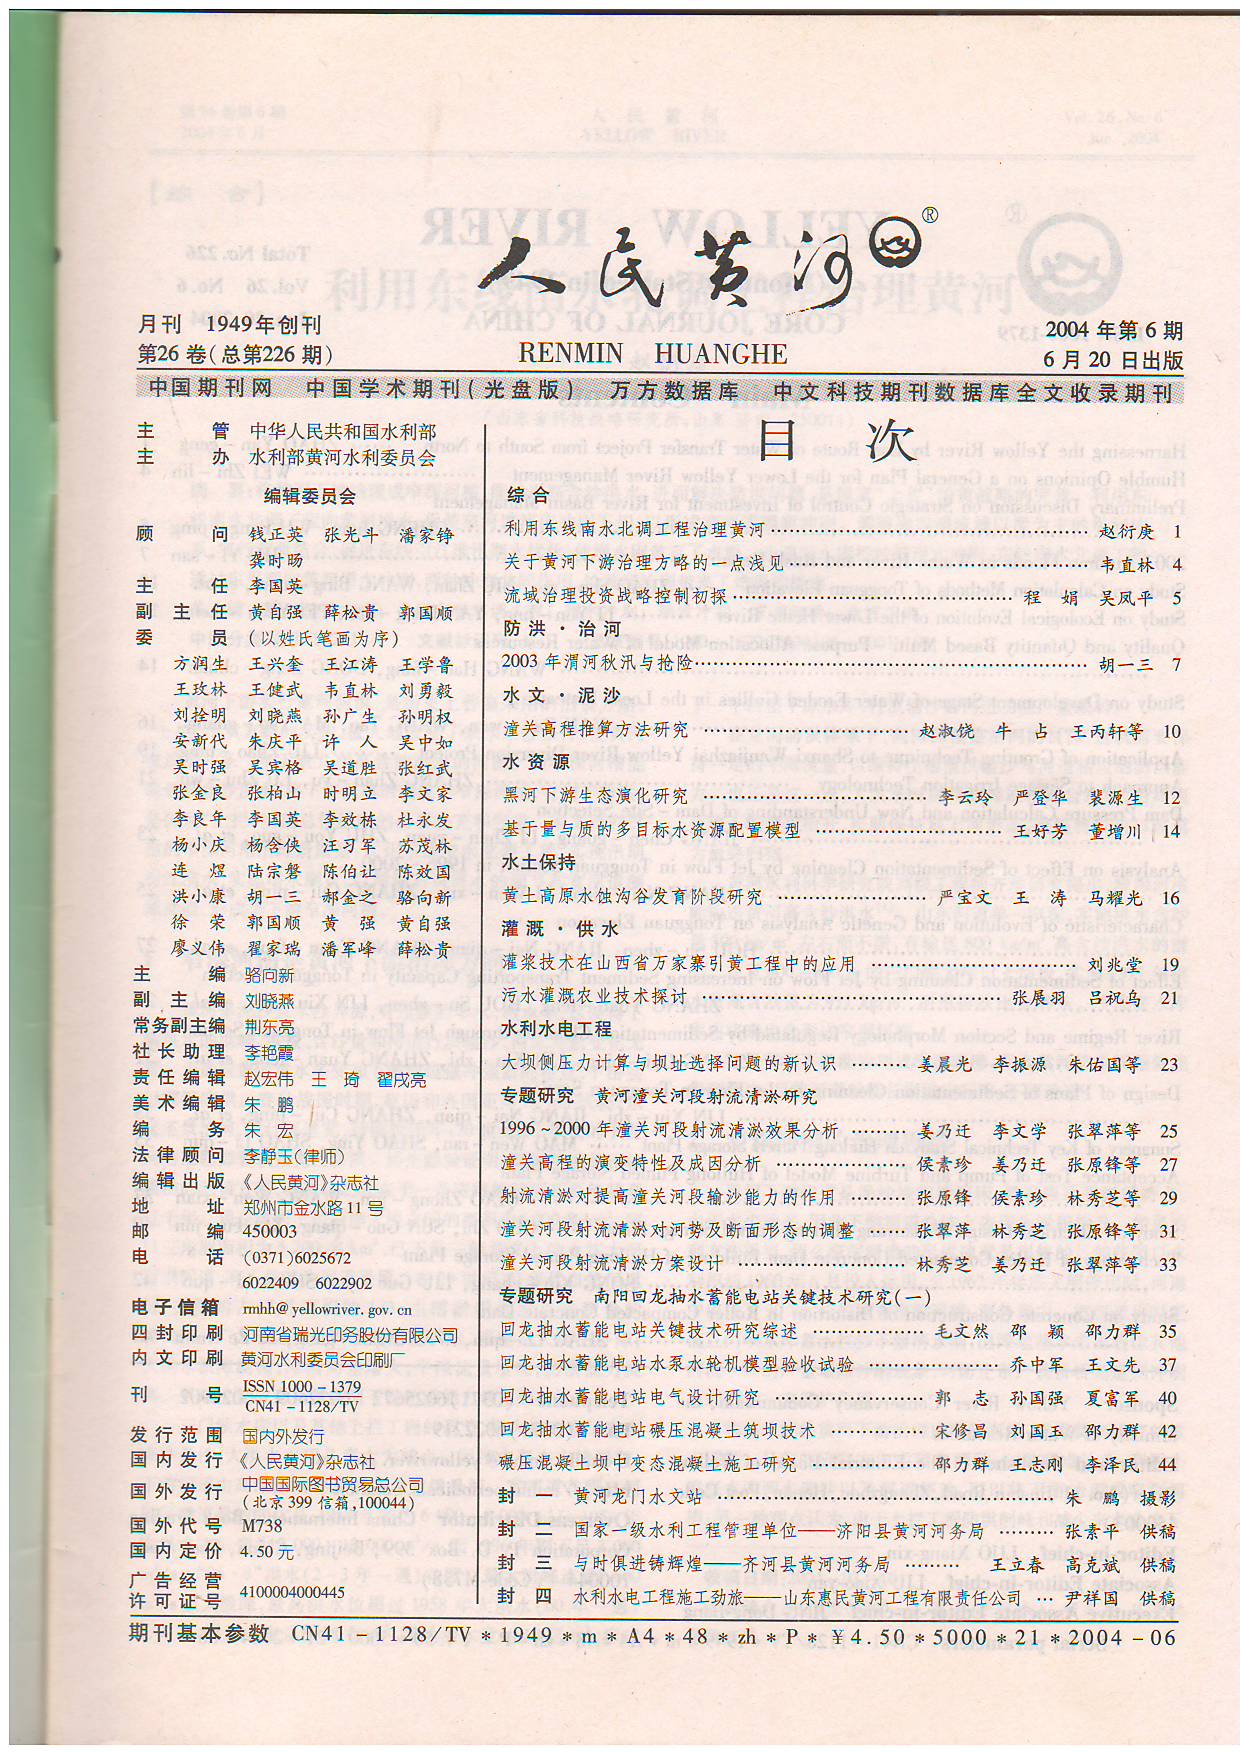 人民黄河®
月刊 1949年创刊
第26卷(总第226期)
RENMIN HUANGHE
2004年第6期
6月20日出版
中国期刊网 中国学术期刊(光盘版) 万方数据库 中文科技期刊数据库全文收录期刊
主管 中华人民共和国水利部
主办 水利部黄河水利委员会
编辑委员会
顾问 钱正英 张光斗 潘家铮
龚时旸
主任 李国英
副主任 黄自强 薛松贵 郭国顺
委员 (以姓氏笔画为序)
方润生 王兴奎 王江涛 王学鲁
王玫林 王健武 韦直林 刘勇毅
刘拴明 刘晓燕 孙广生 孙明权
安新代 朱庆平 许人 吴中如
吴时强 吴宾格 吴道胜 张红武
张金良 张柏山 时明立 李文家
李良年 李国英 李效栋 杜永发
杨小庆 杨含侠 汪习军 苏茂林
连煜 陆宗磐 陈伯让 陈效国
洪小康 胡一三 郝金之 骆向新
徐荣 郭国顺 黄强 黄自强
廖义伟 翟家瑞 潘军峰 薛松贵
主编 骆向新
副主编 刘晓燕
常务副主编 荆东亮
社长助理 李艳霞
责任编辑 赵宏伟 王琦 翟戌亮
美术编辑 朱鹏
编务 朱宏
法律顾问 李静玉(律师)
编辑出版 《人民黄河》杂志社
地址 郑州市金水路11号
邮编 450003
电话 (0371)6025672
6022409 6022902
电子信箱 rmhh@yellowriver.gov.cn
四封印刷 河南省瑞光印务股份有限公司
内文印刷 黄河水利委员会印刷厂
刊号 ISSN 1000-1379
CN41-1128/TV
发行范围 国内外发行
国内发行 《人民黄河》杂志社
国外发行 中国国际图书贸易总公司
(北京399信箱,100044)
国外代号 M738
国内定价 4.50元
广告经营
许可证号 4100004000445
目次
综合
利用东线南水北调工程治理黄河 …… 赵衍庚 1
关于黄河下游治理方略的一点浅见 …… 韦直林 4
流域治理投资战略控制初探 …… 程娟 吴凤平 5
防洪·治河
2003年渭河秋汛与抢险 …… 胡一三 7
水文·泥沙
潼关高程推算方法研究 …… 赵淑饶 牛占 王丙轩等 10
水资源
黑河下游生态演化研究 …… 李云玲 严登华 裴源生 12
基于量与质的多目标水资源配置模型 …… 王好芳 董增川 14
水土保持
黄土高原水蚀沟谷发育阶段研究 …… 严宝文 王涛 马耀光 16
灌溉·供水
灌浆技术在山西省万家寨引黄工程中的应用 …… 刘兆堂 19
污水灌溉农业技术探讨 …… 张展羽 吕祝乌 21
水利水电工程
大坝侧压力计算与坝址选择问题的新认识 …… 姜晨光 李振源 朱佑国等 23
专题研究 黄河潼关河段射流清淤研究
1996~2000年潼关河段射流清淤效果分析 …… 姜乃迁 李文学 张翠萍等 25
潼关高程的演变特性及成因分析 …… 侯素珍 姜乃迁 张原锋等 27
射流清淤对提高潼关河段输沙能力的作用 …… 张原锋 侯素珍 林秀芝等 29
潼关河段射流清淤对河势及断面形态的调整 …… 张翠萍 林秀芝 张原锋等 31
潼关河段射流清淤方案设计 …… 林秀芝 姜乃迁 张翠萍等 33
专题研究 南阳回龙抽水蓄能电站关键技术研究(一)
回龙抽水蓄能电站关键技术研究综述 …… 毛文然 邵颖 邵力群 35
回龙抽水蓄能电站水泵水轮机模型验收试验 …… 乔中军 王文先 37
回龙抽水蓄能电站电气设计研究 …… 郭志 孙国强 夏富军 40
回龙抽水蓄能电站碾压混凝土筑坝技术 …… 宋修昌 刘国玉 邵力群 42
碾压混凝土坝中变态混凝土施工研究 …… 邵力群 王志刚 李泽民 44
封一 黄河龙门水文站 …… 朱鹏 摄影
封二 国家一级水利工程管理单位——济阳县黄河河务局 …… 张素平 供稿
封三 与时俱进铸辉煌——齐河县黄河河务局 …… 王立春 高克斌 供稿
封四 水利水电工程施工劲旅——山东惠民黄河工程有限责任公司 … 尹祥国 供稿
期刊基本参数 CN41-1128/TV*1949*m*A4*48*zh*P*¥4.50*5000*21*2004-06